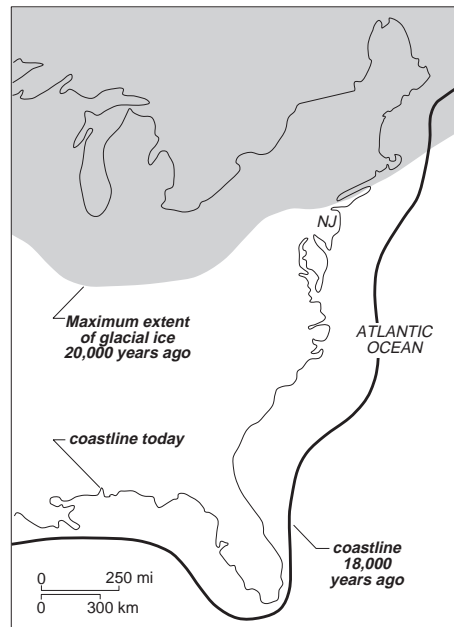 NJ
Maximum extent
of glacial ice
20,000 years ago
ATLANTIC
OCEAN
coastline today
coastline
18,000
years ago
0 250 mi
0 300 km